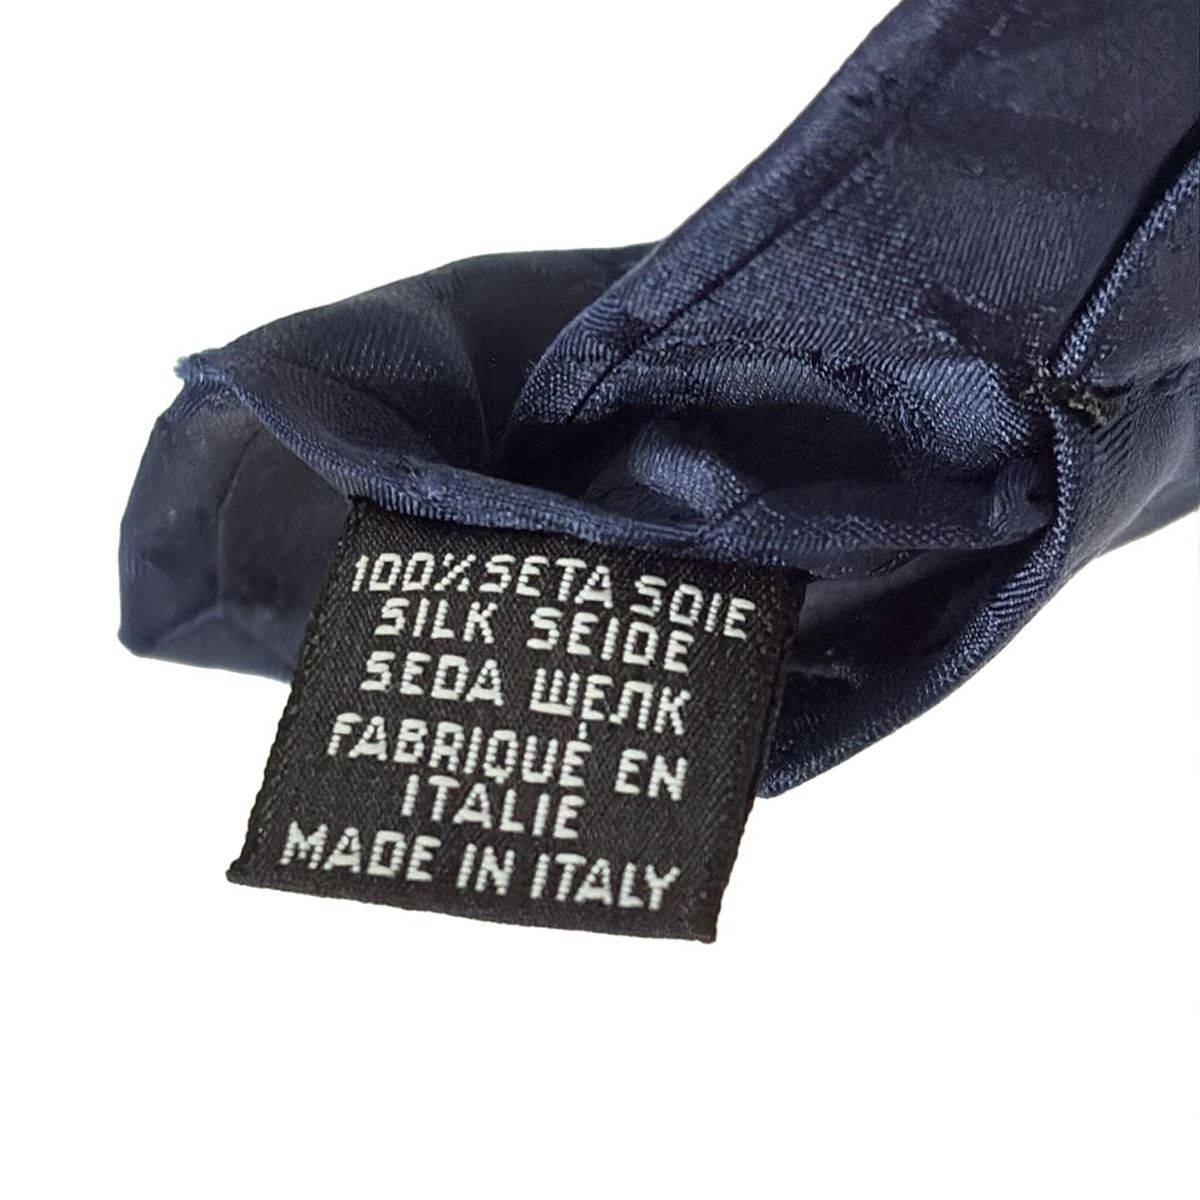 100% SETA SOIE
SILK SEIDE
SEDA ШЕЛК
FABRIQUÉ EN
ITALIE
MADE IN ITALY